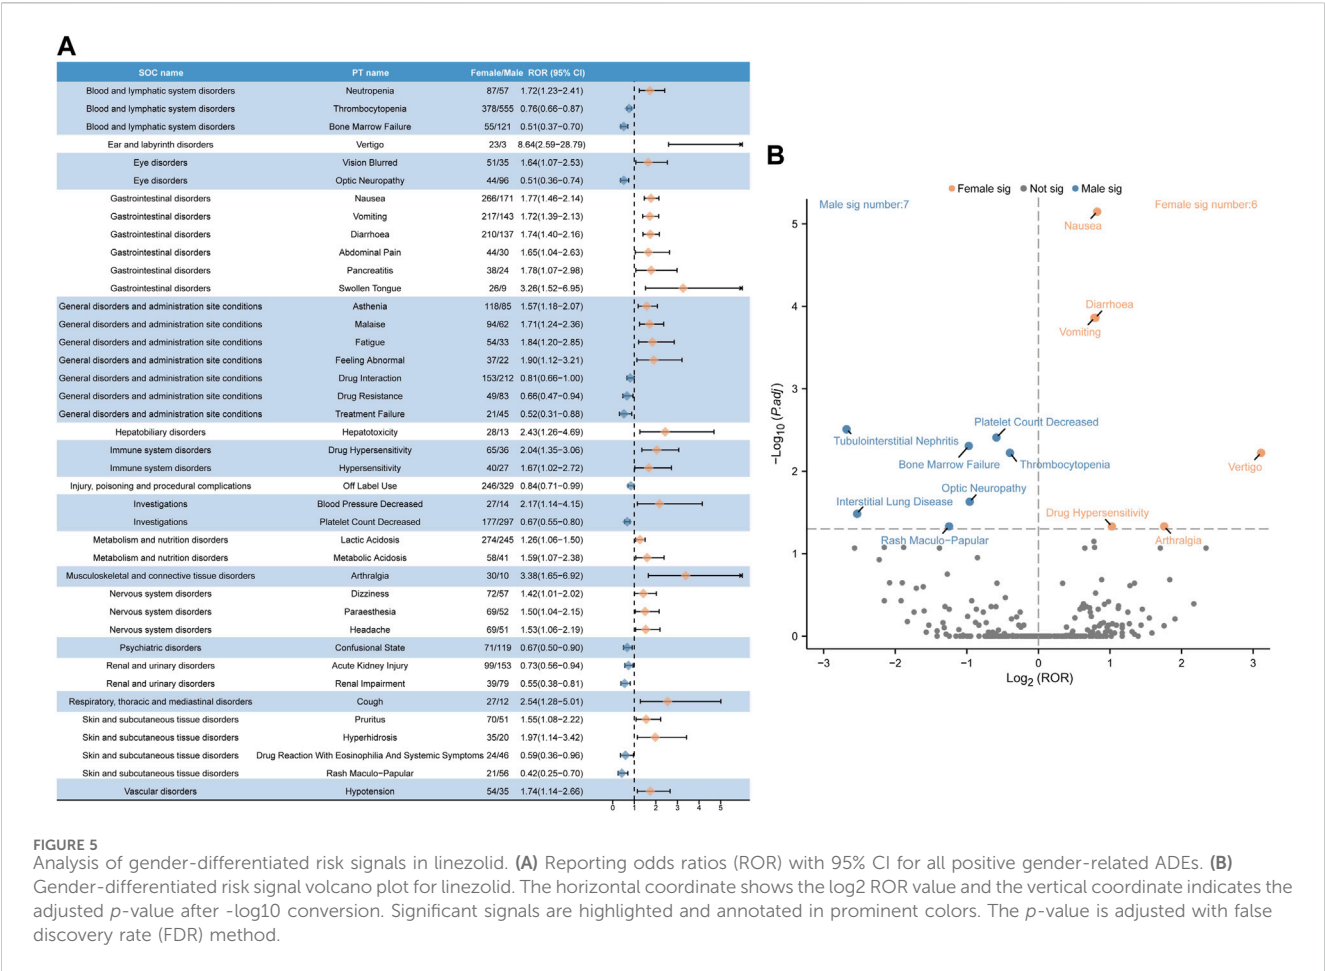 A
SOC name PT name Female/Male ROR (95% CI)
Blood and lymphatic system disorders Neutropenia 87/57 1.72(1.23−2.41)
Blood and lymphatic system disorders Thrombocytopenia 378/555 0.76(0.66−0.87)
Blood and lymphatic system disorders Bone Marrow Failure 55/121 0.51(0.37−0.70)
Ear and labyrinth disorders Vertigo 23/3 8.64(2.59−28.79)
Eye disorders Vision Blurred 51/35 1.64(1.07−2.53)
Eye disorders Optic Neuropathy 44/96 0.51(0.36−0.74)
Gastrointestinal disorders Nausea 266/171 1.77(1.46−2.14)
Gastrointestinal disorders Vomiting 217/143 1.72(1.39−2.13)
Gastrointestinal disorders Diarrhoea 210/137 1.74(1.40−2.16)
Gastrointestinal disorders Abdominal Pain 44/30 1.65(1.04−2.63)
Gastrointestinal disorders Pancreatitis 38/24 1.78(1.07−2.98)
Gastrointestinal disorders Swollen Tongue 26/9 3.26(1.52−6.95)
General disorders and administration site conditions Asthenia 118/85 1.57(1.18−2.07)
General disorders and administration site conditions Malaise 94/62 1.71(1.24−2.36)
General disorders and administration site conditions Fatigue 54/33 1.84(1.20−2.85)
General disorders and administration site conditions Feeling Abnormal 37/22 1.90(1.12−3.21)
General disorders and administration site conditions Drug Interaction 153/212 0.81(0.66−1.00)
General disorders and administration site conditions Drug Resistance 49/83 0.66(0.47−0.94)
General disorders and administration site conditions Treatment Failure 21/45 0.52(0.31−0.88)
Hepatobiliary disorders Hepatotoxicity 28/13 2.43(1.26−4.69)
Immune system disorders Drug Hypersensitivity 65/36 2.04(1.35−3.06)
Immune system disorders Hypersensitivity 40/27 1.67(1.02−2.72)
Injury, poisoning and procedural complications Off Label Use 246/329 0.84(0.71−0.99)
Investigations Blood Pressure Decreased 27/14 2.17(1.14−4.15)
Investigations Platelet Count Decreased 177/297 0.67(0.55−0.80)
Metabolism and nutrition disorders Lactic Acidosis 274/245 1.26(1.06−1.50)
Metabolism and nutrition disorders Metabolic Acidosis 58/41 1.59(1.07−2.38)
Musculoskeletal and connective tissue disorders Arthralgia 30/10 3.38(1.65−6.92)
Nervous system disorders Dizziness 72/57 1.42(1.01−2.02)
Nervous system disorders Paraesthesia 69/52 1.50(1.04−2.15)
Nervous system disorders Headache 69/51 1.53(1.06−2.19)
Psychiatric disorders Confusional State 71/119 0.67(0.50−0.90)
Renal and urinary disorders Acute Kidney Injury 99/153 0.73(0.56−0.94)
Renal and urinary disorders Renal Impairment 39/79 0.55(0.38−0.81)
Respiratory, thoracic and mediastinal disorders Cough 27/12 2.54(1.28−5.01)
Skin and subcutaneous tissue disorders Pruritus 70/51 1.55(1.08−2.22)
Skin and subcutaneous tissue disorders Hyperhidrosis 35/20 1.97(1.14−3.42)
Skin and subcutaneous tissue disorders Drug Reaction With Eosinophilia And Systemic Symptoms 24/46 0.59(0.36−0.96)
Skin and subcutaneous tissue disorders Rash Maculo−Papular 21/56 0.42(0.25−0.70)
Vascular disorders Hypotension 54/35 1.74(1.14−2.66)
0 1 2 3 4 5
B
Female sig Not sig Male sig
Male sig number:7 Female sig number:6
5
Nausea
4
Diarrhoea
Vomiting
3
Platelet Count Decreased
Tubulointerstitial Nephritis
Bone Marrow Failure Thrombocytopenia
Vertigo
2
Optic Neuropathy
Interstitial Lung Disease
Drug Hypersensitivity
Rash Maculo−Papular
Arthralgia
1
0
−Log10 (P.adj)
−3 −2 −1 0 1 2 3
Log2 (ROR)
FIGURE 5
Analysis of gender-differentiated risk signals in linezolid. (A) Reporting odds ratios (ROR) with 95% CI for all positive gender-related ADEs. (B)
Gender-differentiated risk signal volcano plot for linezolid. The horizontal coordinate shows the log2 ROR value and the vertical coordinate indicates the
adjusted p-value after -log10 conversion. Significant signals are highlighted and annotated in prominent colors. The p-value is adjusted with false
discovery rate (FDR) method.